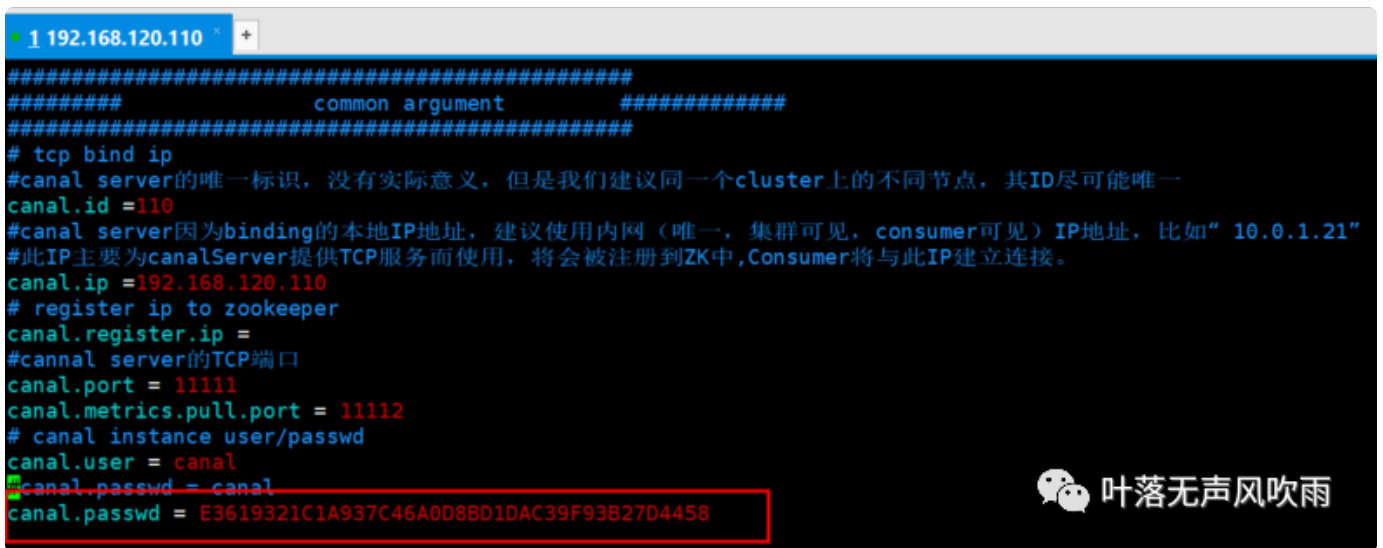 1 192.168.120.110 × +
#################################################
######### common argument #############
#################################################
# tcp bind ip
#canal server的唯一标识，没有实际意义，但是我们建议同一个cluster上的不同节点，其ID尽可能唯一
canal.id =110
#canal server因为binding的本地IP地址，建议使用内网（唯一，集群可见，consumer可见）IP地址，比如“ 10.0.1.21”
#此IP主要为canalServer提供TCP服务而使用，将会被注册到ZK中,Consumer将与此IP建立连接。
canal.ip =192.168.120.110
# register ip to zookeeper
canal.register.ip =
#cannal server的TCP端口
canal.port = 11111
canal.metrics.pull.port = 11112
# canal instance user/passwd
canal.user = canal
#canal.passwd = canal
canal.passwd = E3619321C1A937C46A0D8BD1DAC39F93B27D4458
叶落无声风吹雨